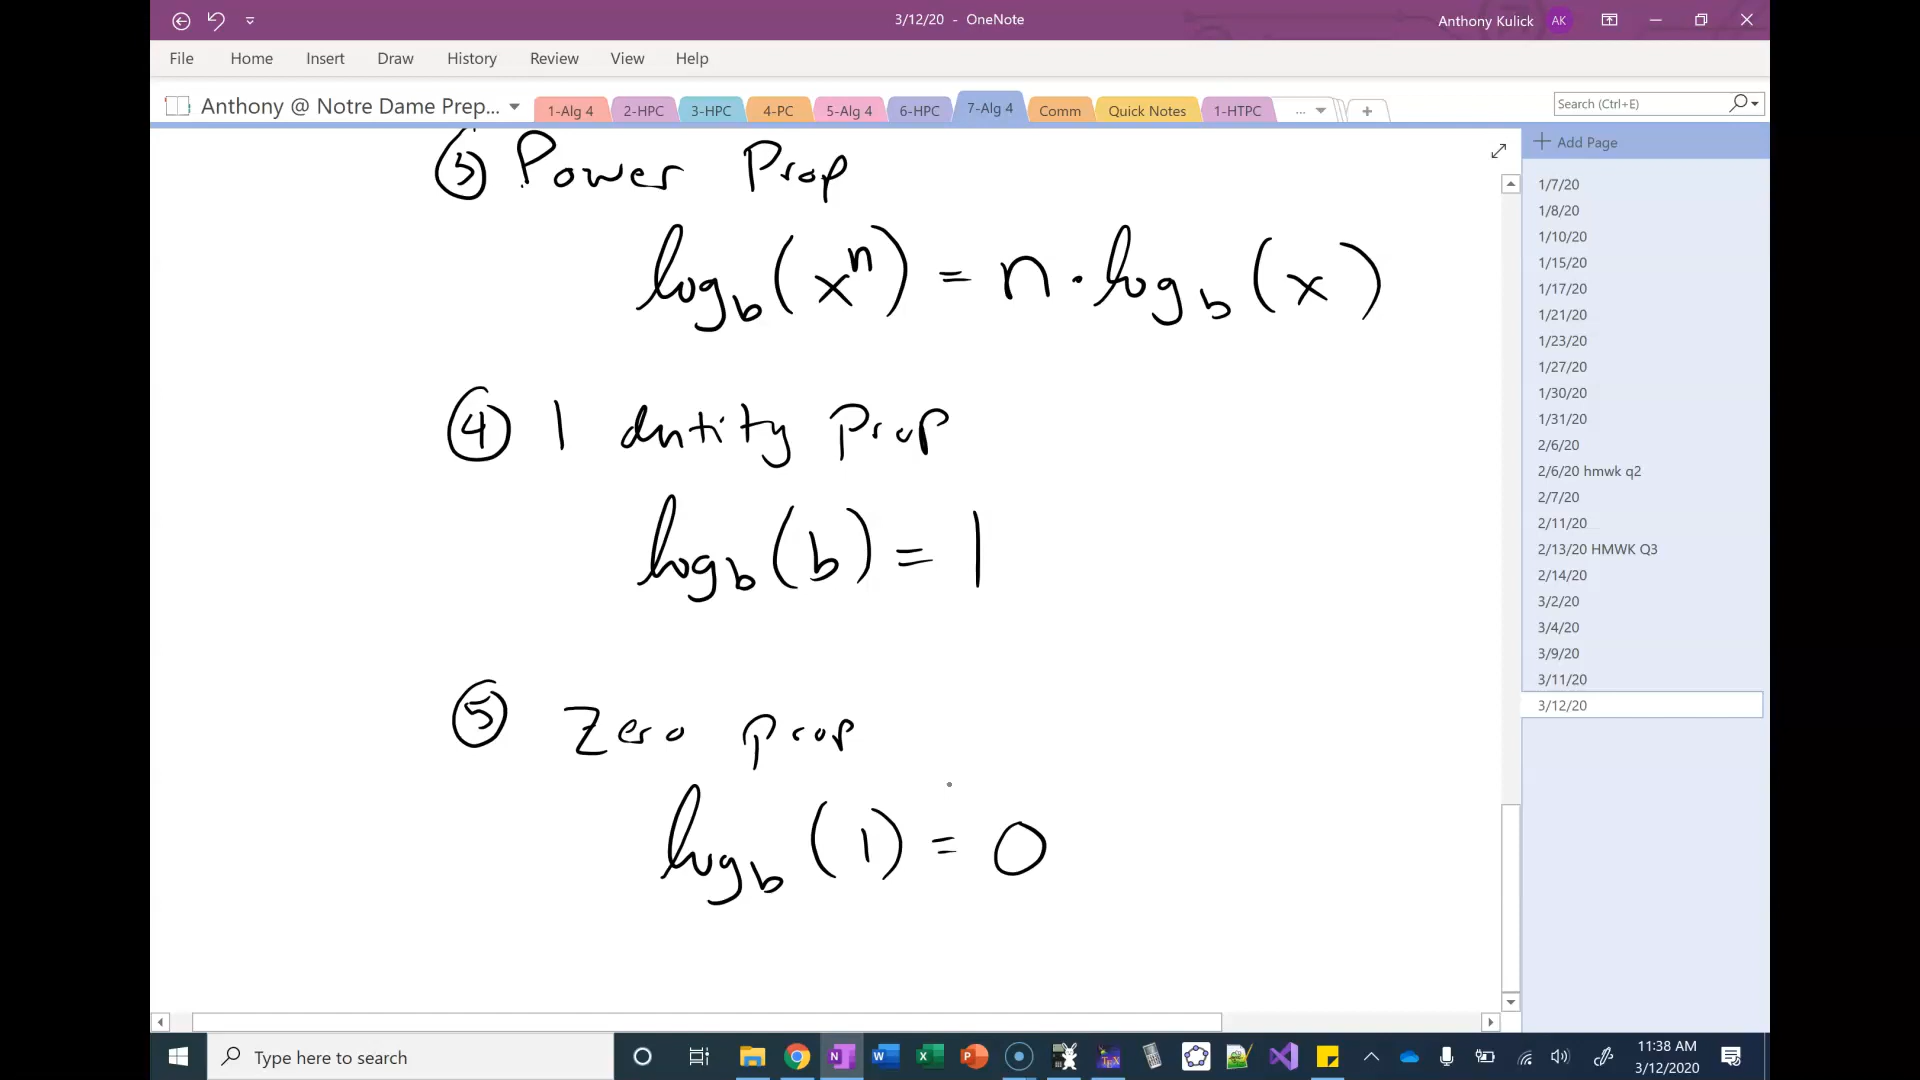 3/12/20 - OneNote
Anthony Kulick AK
File Home Insert Draw History Review View Help
Anthony @ Notre Dame Prep... 1-Alg 4 2-HPC 3-HPC 4-PC 5-Alg 4 6-HPC 7-Alg 4 Comm Quick Notes 1-HTPC ... +
Search (Ctrl+E)
③ Power Prop
log_b(x^n) = n · log_b(x)
④ Identity Prop
log_b(b) = 1
⑤ Zero Prop
log_b(1) = 0
Add Page
1/7/20
1/8/20
1/10/20
1/15/20
1/17/20
1/21/20
1/23/20
1/27/20
1/30/20
1/31/20
2/6/20
2/6/20 hmwk q2
2/7/20
2/11/20
2/13/20 HMWK Q3
2/14/20
3/2/20
3/4/20
3/9/20
3/11/20
3/12/20
Type here to search
11:38 AM
3/12/2020